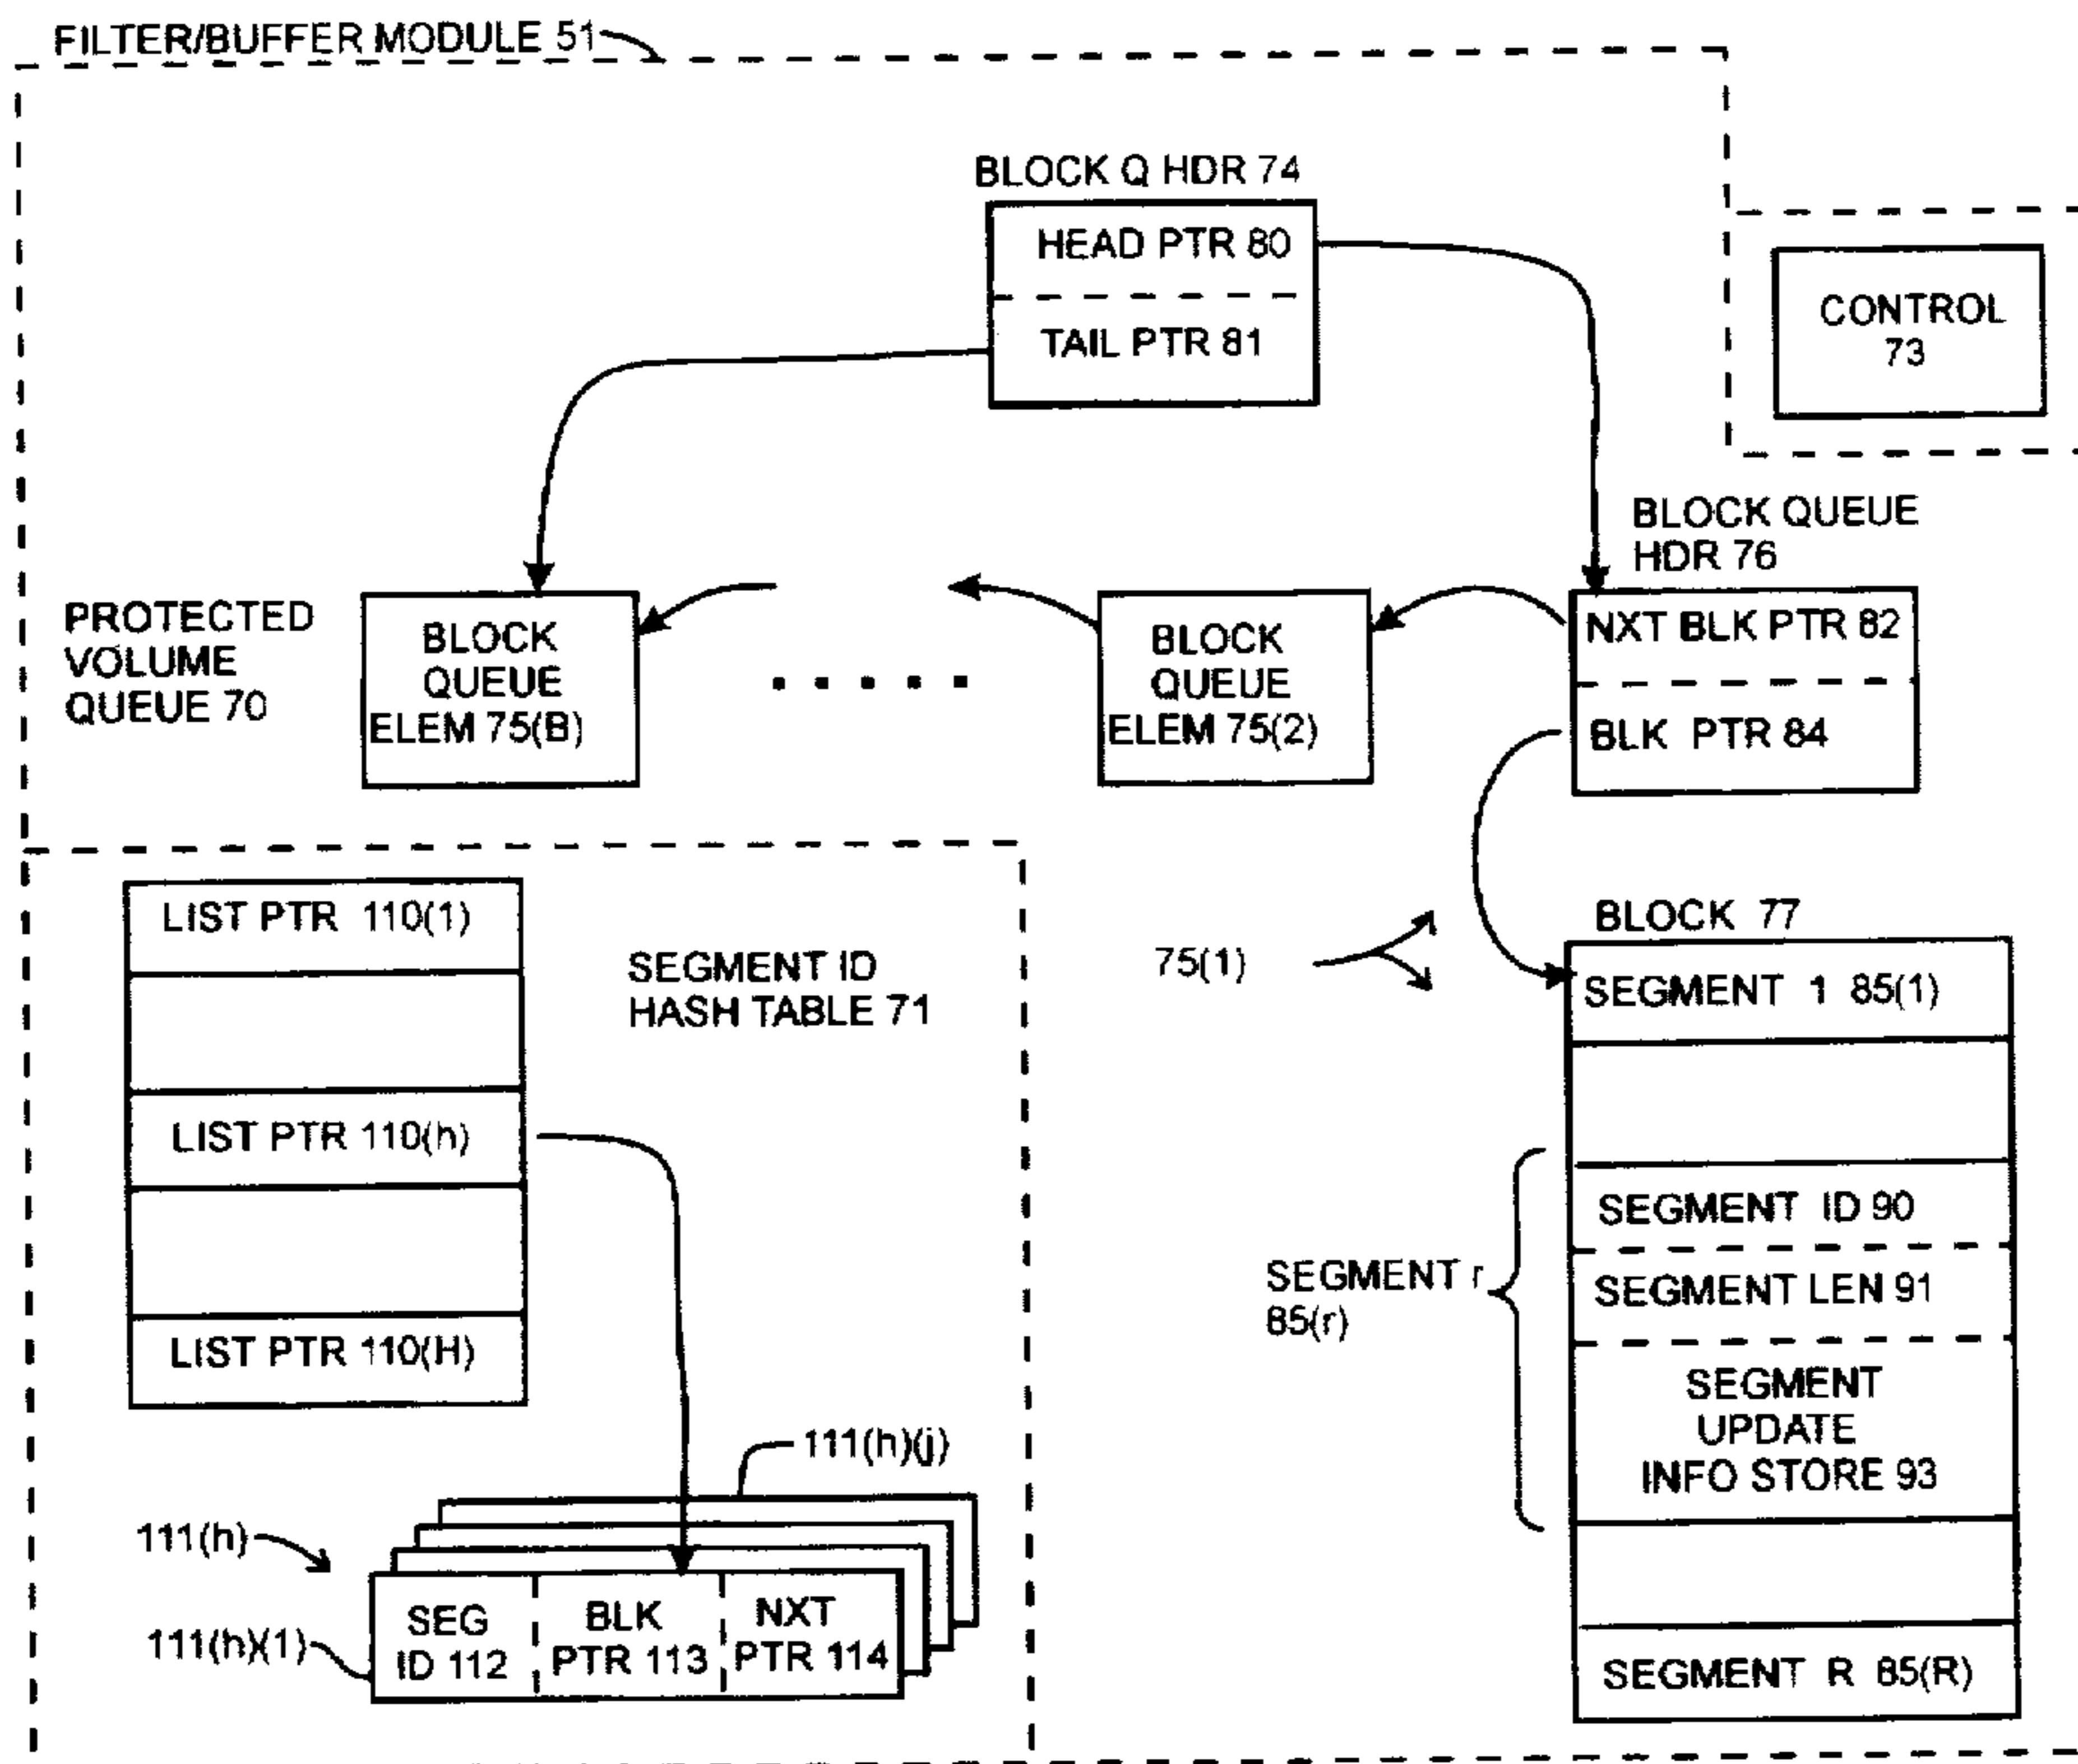 FILTER/BUFFER MODULE 51
BLOCK Q HDR 74
HEAD PTR 80
TAIL PTR 81
CONTROL
73
BLOCK QUEUE
HDR 76
NXT BLK PTR 82
BLK PTR 84
PROTECTED
VOLUME
QUEUE 70
BLOCK
QUEUE
ELEM 75(B)
BLOCK
QUEUE
ELEM 75(2)
LIST PTR 110(1)
LIST PTR 110(h)
LIST PTR 110(H)
SEGMENT ID
HASH TABLE 71
75(1)
BLOCK 77
SEGMENT 1 85(1)
SEGMENT r
85(r)
SEGMENT ID 90
SEGMENT LEN 91
SEGMENT
UPDATE
INFO STORE 93
SEGMENT R 85(R)
111(h)(j)
111(h)
111(h)(1)
SEG
ID 112
BLK
PTR 113
NXT
PTR 114